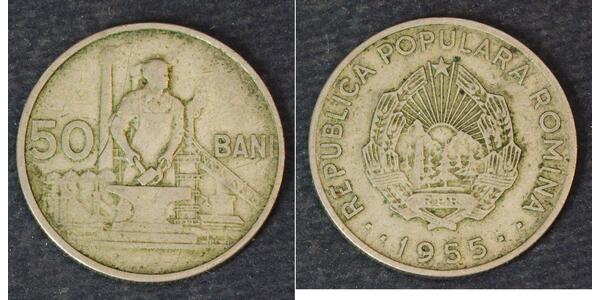 50 BANI
REPUBLICA POPULARA ROMINA
RPR
· 1955 ·